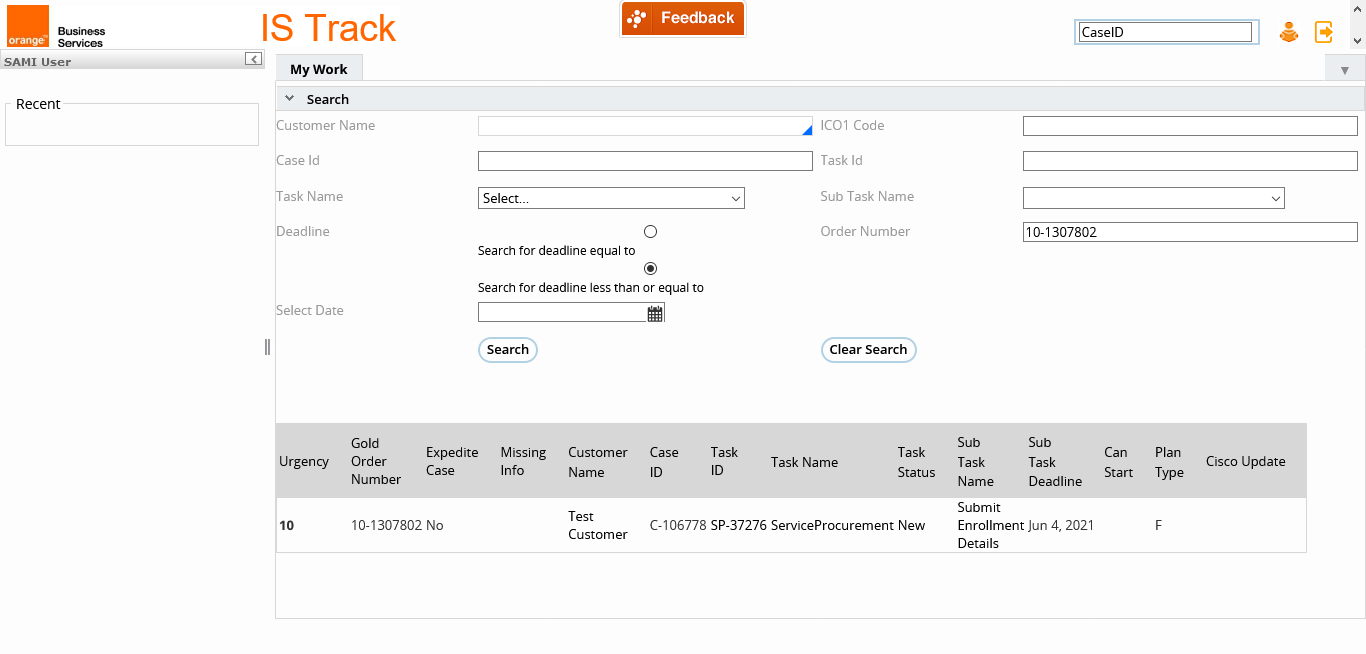 orange™
Business
Services
IS Track
Feedback
CaseID
SAMI User
Recent
My Work
Search
Customer Name
ICO1 Code
Case Id
Task Id
Task Name
Select...
Sub Task Name
Deadline
Order Number
10-1307802
Search for deadline equal to
Search for deadline less than or equal to
Select Date
Search
Clear Search
Urgency
Gold
Order
Number
Expedite
Case
Missing
Info
Customer
Name
Case
ID
Task
ID
Task Name
Task
Status
Sub
Task
Name
Sub
Task
Deadline
Can
Start
Plan
Type
Cisco Update
10
10-1307802
No
Test
Customer
C-106778
SP-37276
ServiceProcurement
New
Submit
Enrollment
Details
Jun 4, 2021
F